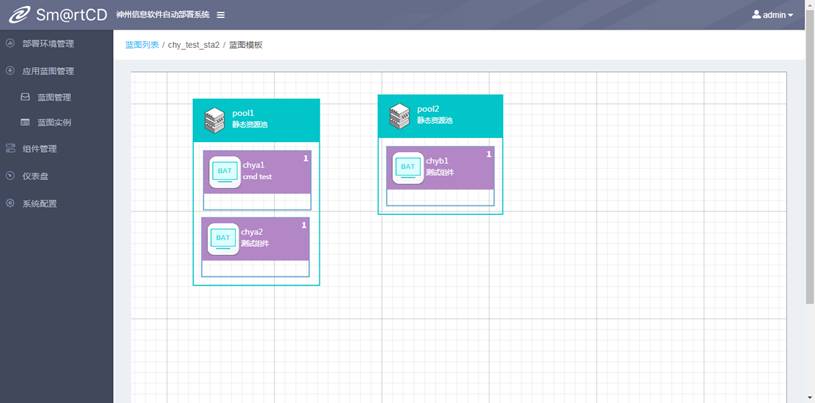 Sm@rtCD 神州信息软件自动部署系统 admin
部署环境管理
应用蓝图管理
蓝图管理
蓝图实例
组件管理
仪表盘
系统配置
蓝图列表 / chy_test_sta2 / 蓝图模板
pool1
静态资源池
BAT chya1 1
cmd test
BAT chya2 1
测试组件
pool2
静态资源池
BAT chyb1 1
测试组件